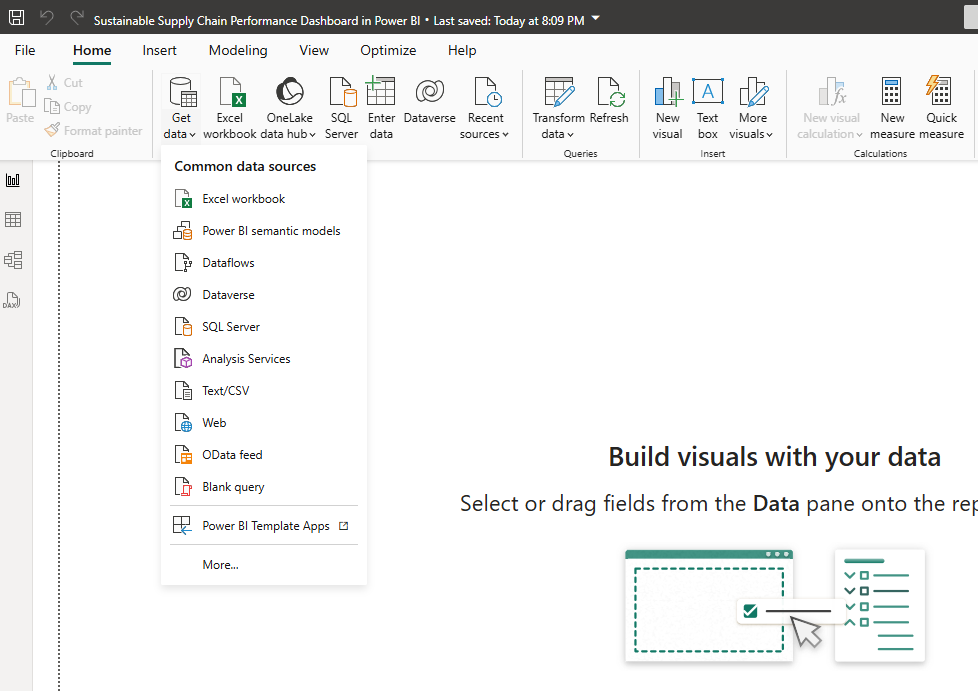 Sustainable Supply Chain Performance Dashboard in Power BI • Last saved: Today at 8:09 PM
File Home Insert Modeling View Optimize Help
Paste
Cut
Copy
Format painter
Clipboard
Get
data
Excel
workbook
OneLake
data hub
SQL
Server
Enter
data
Dataverse
Recent
sources
Transform
data
Refresh
Queries
New
visual
Text
box
More
visuals
Insert
New visual
calculation
New
measure
Quick
measure
Calculations
DAX
Common data sources
Excel workbook
Power BI semantic models
Dataflows
Dataverse
SQL Server
Analysis Services
Text/CSV
Web
OData feed
Blank query
Power BI Template Apps
More...
Build visuals with your data
Select or drag fields from the Data pane onto the rep